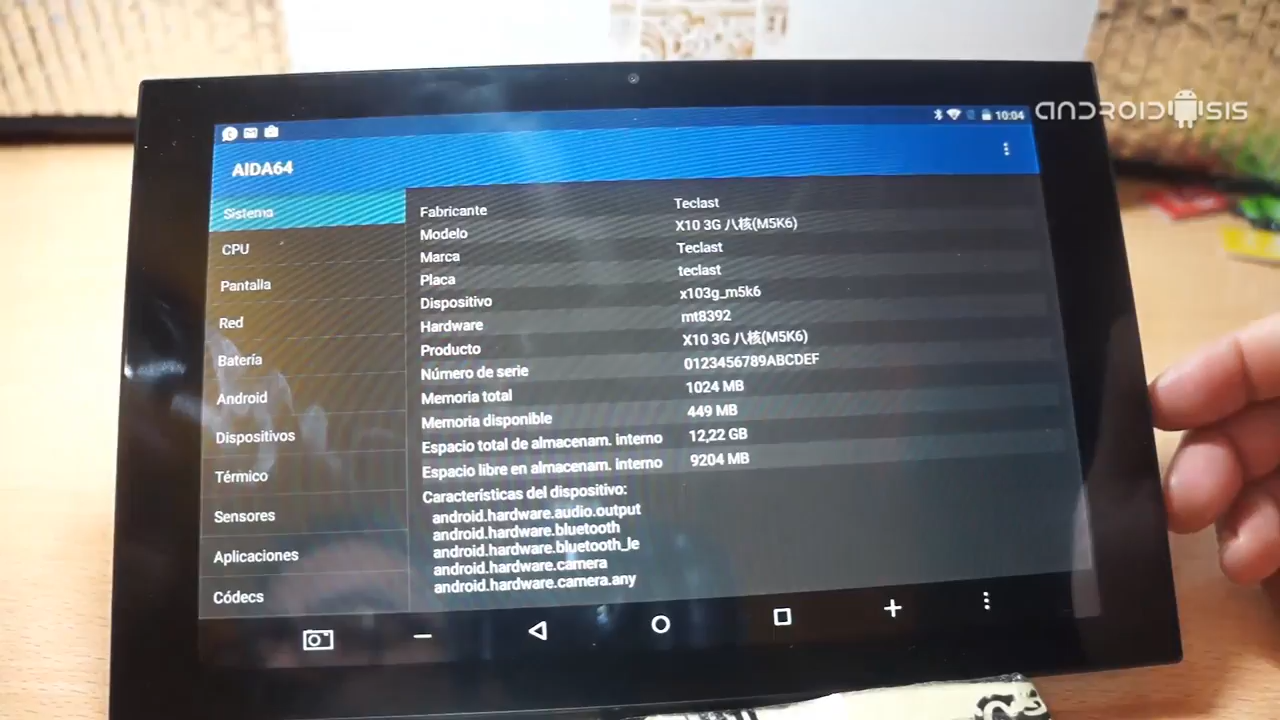 ANDROIDSIS
10:04
AIDA64
Sistema
CPU
Pantalla
Red
Batería
Android
Dispositivos
Térmico
Sensores
Aplicaciones
Códecs
Fabricante Teclast
Modelo X10 3G 八核(M5K6)
Marca Teclast
Placa teclast
Dispositivo x103g_m5k6
Hardware mt8392
Producto X10 3G 八核(M5K6)
Número de serie 0123456789ABCDEF
Memoria total 1024 MB
Memoria disponible 449 MB
Espacio total de almacenam. interno 12,22 GB
Espacio libre en almacenam. interno 9204 MB
Características del dispositivo:
android.hardware.audio.output
android.hardware.bluetooth
android.hardware.bluetooth_le
android.hardware.camera
android.hardware.camera.any